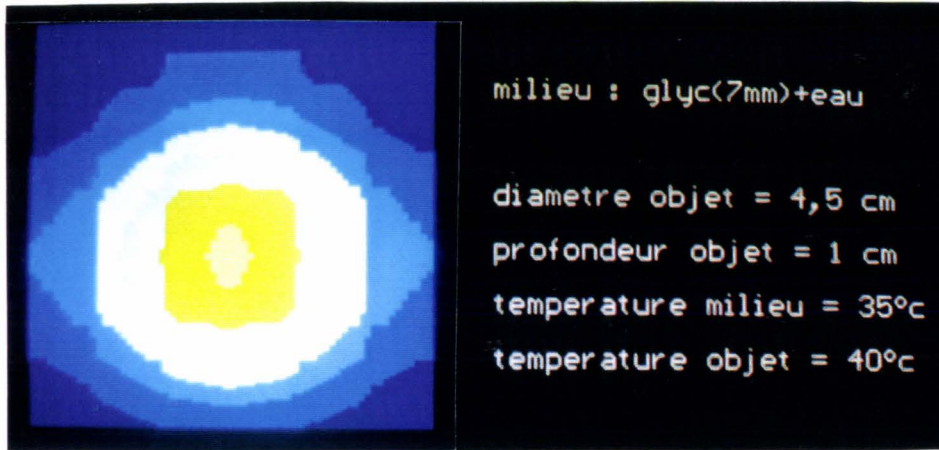 milieu : glyc(7mm)+eau
diametre objet = 4,5 cm
profondeur objet = 1 cm
temperature milieu = 35°c
temperature objet = 40°c